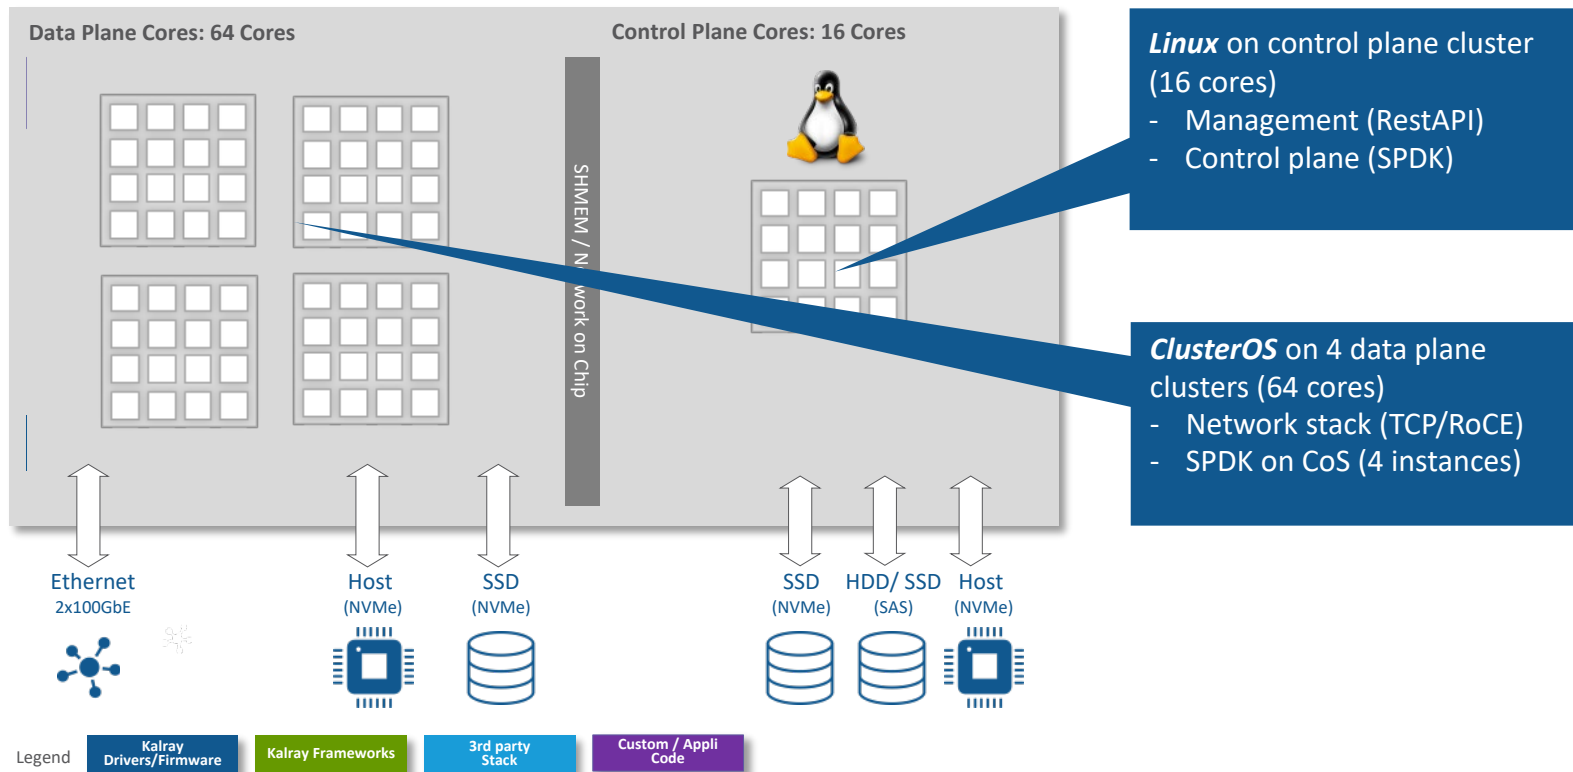 Data Plane Cores: 64 Cores
Control Plane Cores: 16 Cores
SHMEM / Network on Chip
Linux on control plane cluster
(16 cores)
- Management (RestAPI)
- Control plane (SPDK)
ClusterOS on 4 data plane
clusters (64 cores)
- Network stack (TCP/RoCE)
- SPDK on CoS (4 instances)
Ethernet
2x100GbE
Host
(NVMe)
SSD
(NVMe)
SSD
(NVMe)
HDD/ SSD
(SAS)
Host
(NVMe)
Legend
Kalray
Drivers/Firmware
Kalray Frameworks
3rd party
Stack
Custom / Appli
Code